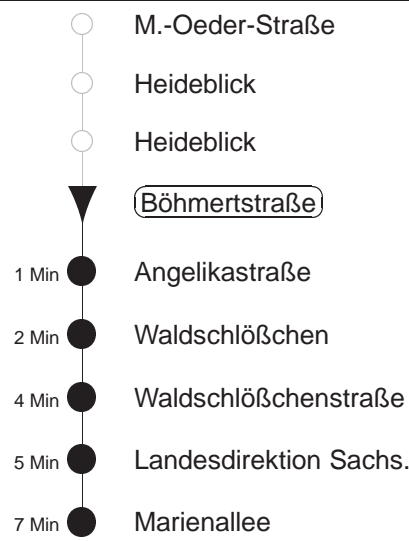 M.-Oeder-Straße
Heideblick
Heideblick
Böhmertstraße
1 Min Angelikastraße
2 Min Waldschlößchen
4 Min Waldschlößchenstraße
5 Min Landesdirektion Sachs.
7 Min Marienallee